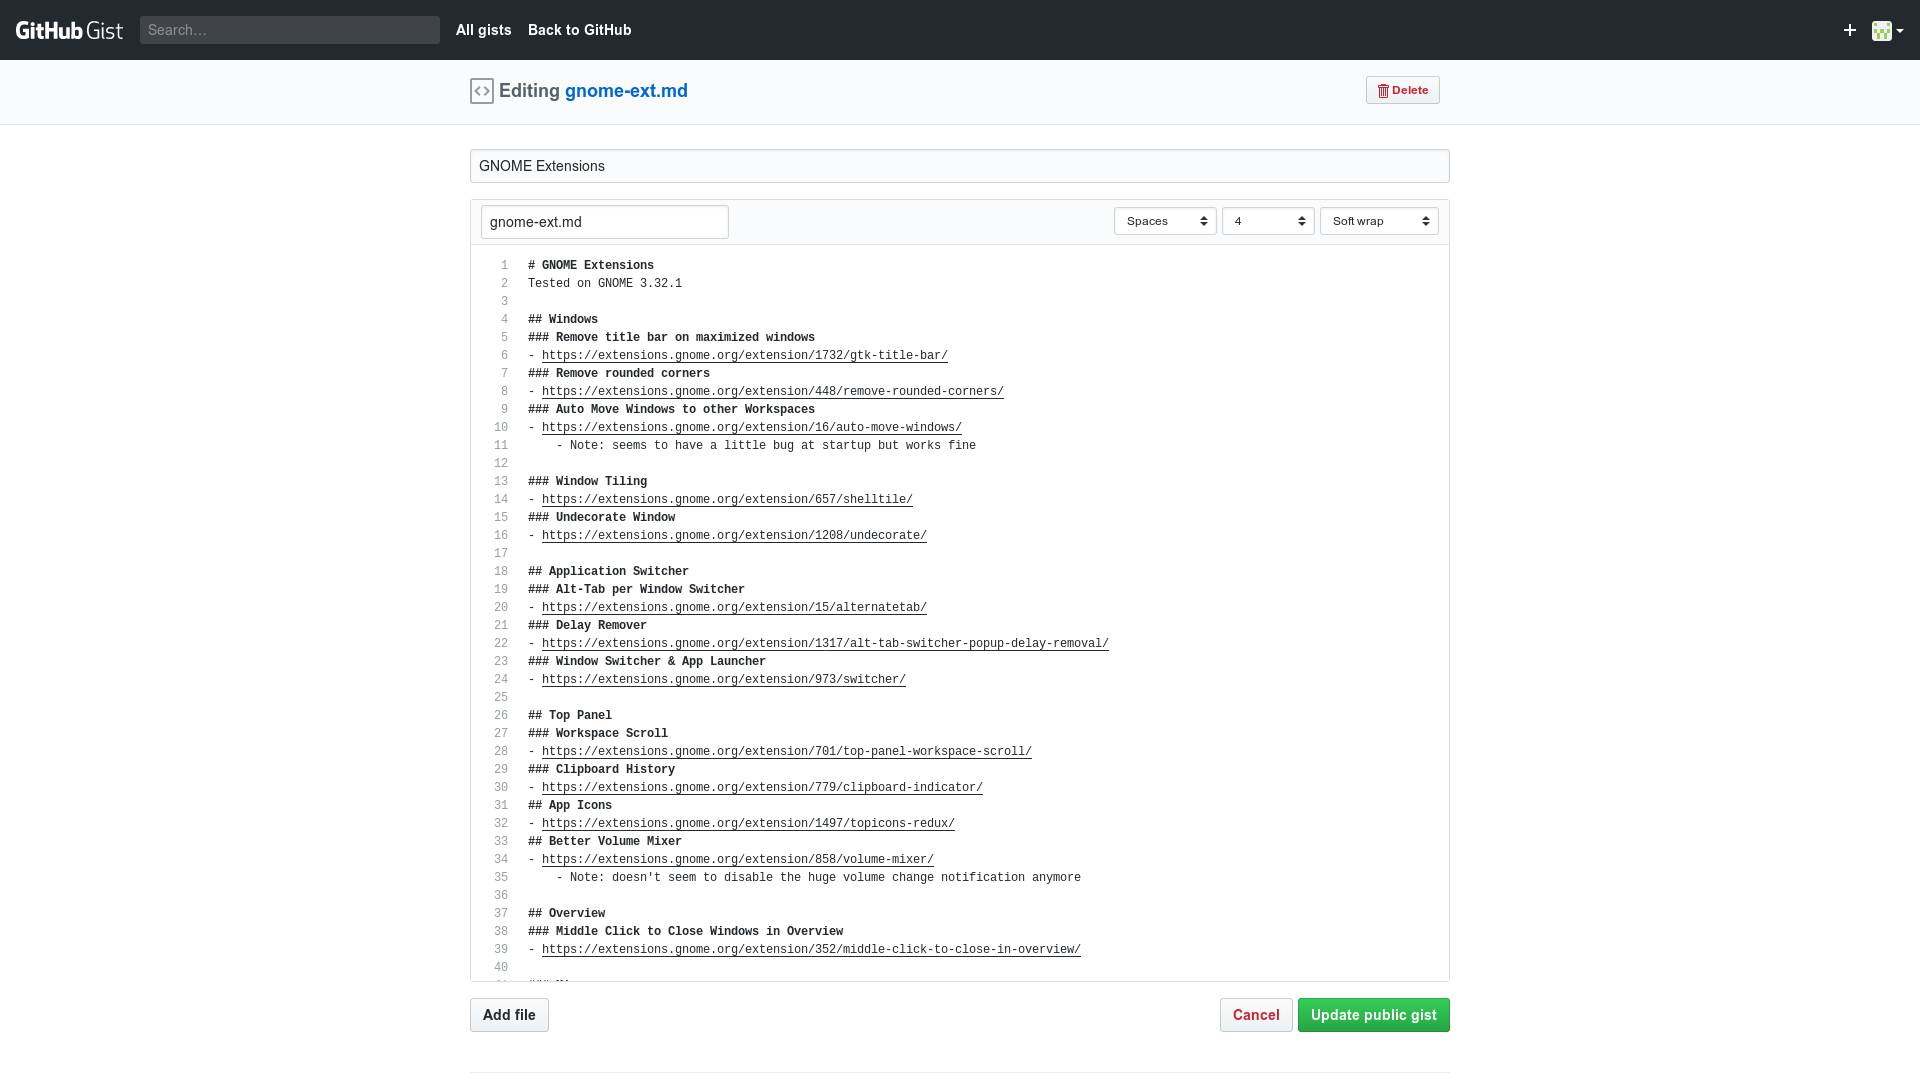 GitHub Gist Search… All gists Back to GitHub
Editing gnome-ext.md Delete
GNOME Extensions
gnome-ext.md Spaces 4 Soft wrap
1 # GNOME Extensions
2 Tested on GNOME 3.32.1
3
4 ## Windows
5 ### Remove title bar on maximized windows
6 - https://extensions.gnome.org/extension/1732/gtk-title-bar/
7 ### Remove rounded corners
8 - https://extensions.gnome.org/extension/448/remove-rounded-corners/
9 ### Auto Move Windows to other Workspaces
10 - https://extensions.gnome.org/extension/16/auto-move-windows/
11     - Note: seems to have a little bug at startup but works fine
12
13 ### Window Tiling
14 - https://extensions.gnome.org/extension/657/shelltile/
15 ### Undecorate Window
16 - https://extensions.gnome.org/extension/1208/undecorate/
17
18 ## Application Switcher
19 ### Alt-Tab per Window Switcher
20 - https://extensions.gnome.org/extension/15/alternatetab/
21 ### Delay Remover
22 - https://extensions.gnome.org/extension/1317/alt-tab-switcher-popup-delay-removal/
23 ### Window Switcher & App Launcher
24 - https://extensions.gnome.org/extension/973/switcher/
25
26 ## Top Panel
27 ### Workspace Scroll
28 - https://extensions.gnome.org/extension/701/top-panel-workspace-scroll/
29 ### Clipboard History
30 - https://extensions.gnome.org/extension/779/clipboard-indicator/
31 ## App Icons
32 - https://extensions.gnome.org/extension/1497/topicons-redux/
33 ## Better Volume Mixer
34 - https://extensions.gnome.org/extension/858/volume-mixer/
35     - Note: doesn't seem to disable the huge volume change notification anymore
36
37 ## Overview
38 ### Middle Click to Close Windows in Overview
39 - https://extensions.gnome.org/extension/352/middle-click-to-close-in-overview/
40
Add file Cancel Update public gist